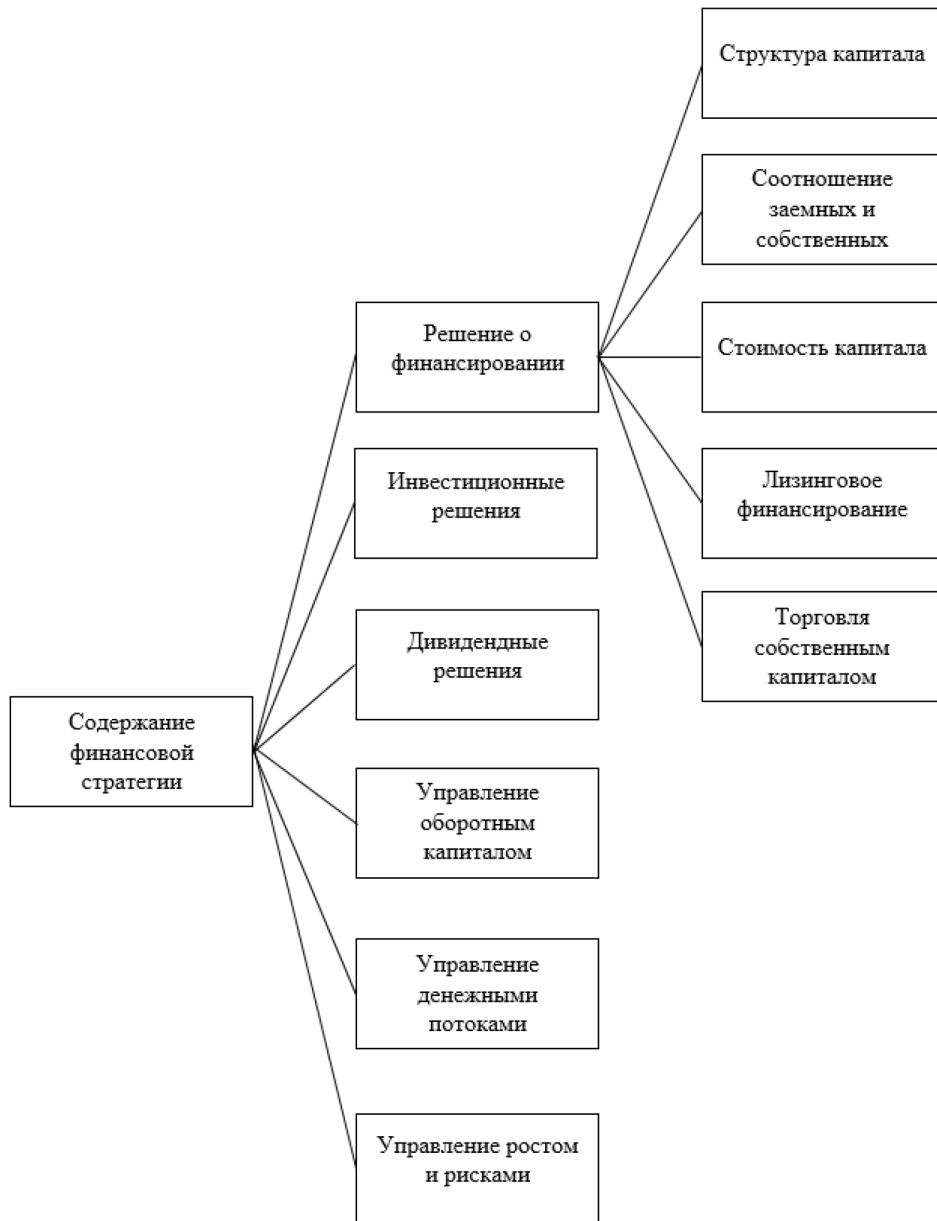 Структура капитала
Соотношение
заемных и
собственных
Решение о
финансировании
Стоимость капитала
Инвестиционные
решения
Лизинговое
финансирование
Дивидендные
решения
Торговля
собственным
капиталом
Содержание
финансовой
стратегии
Управление
оборотным
капиталом
Управление
денежными
потоками
Управление ростом
и рисками